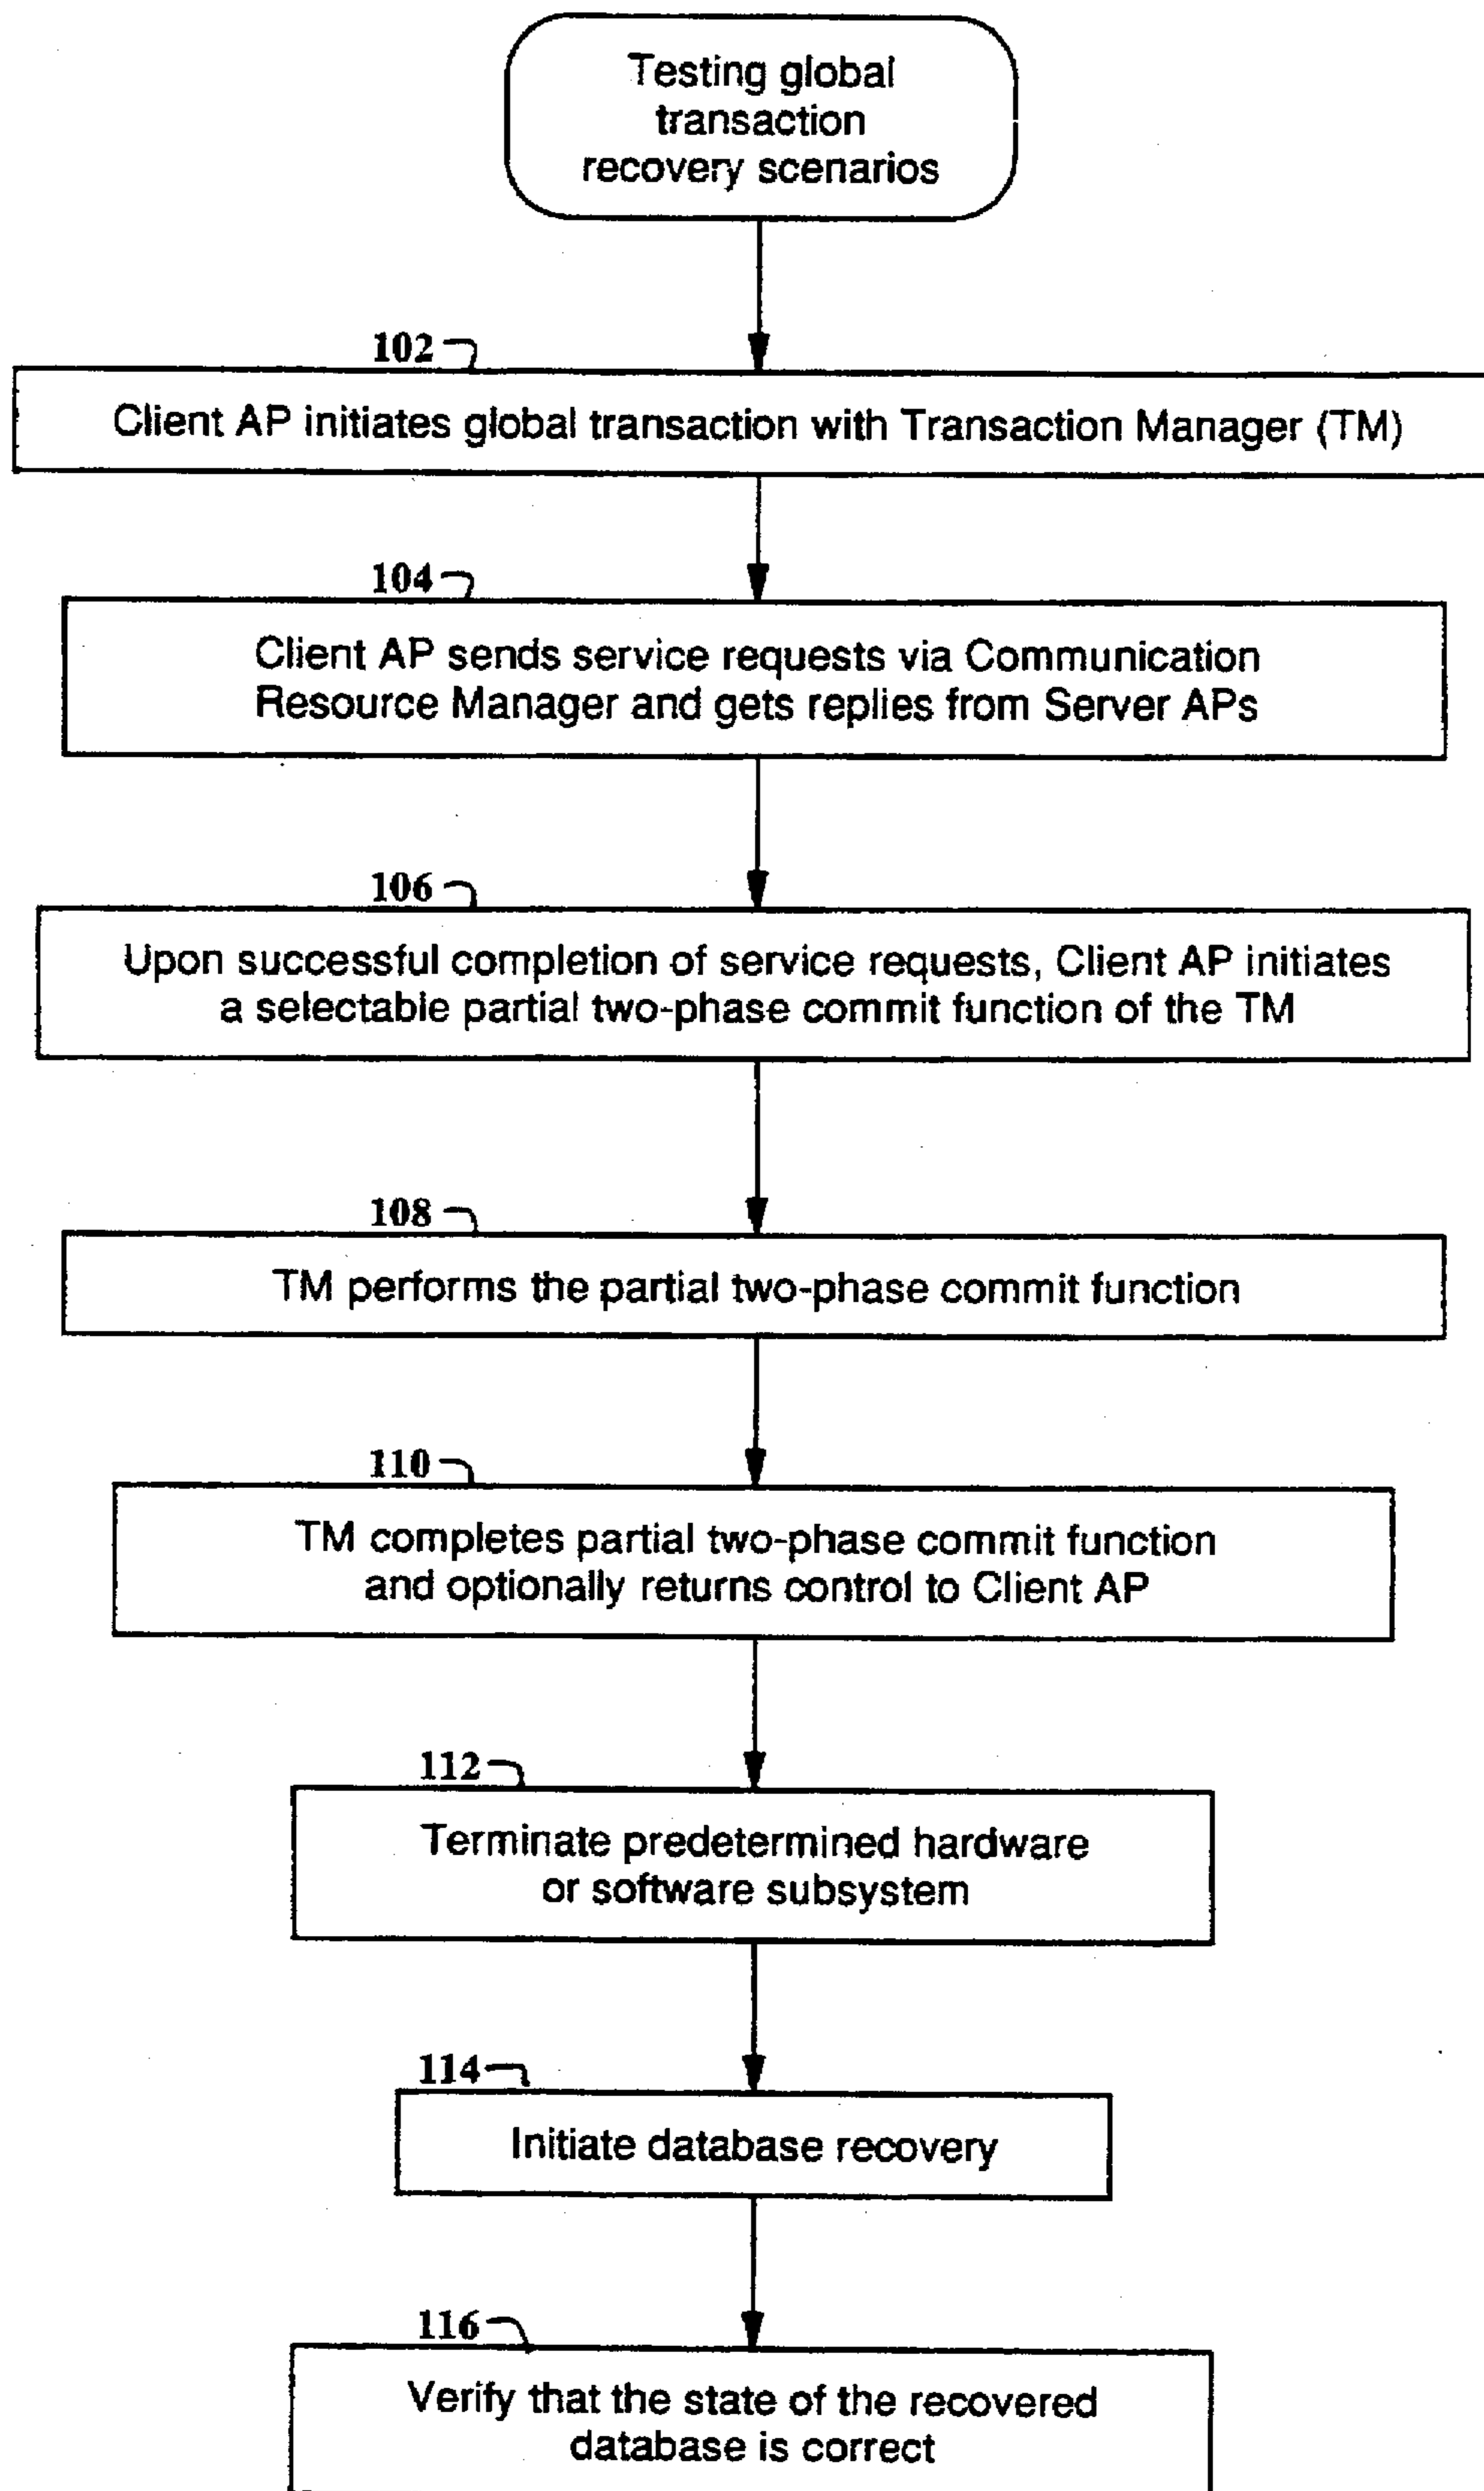 Testing global
transaction
recovery scenarios
102
Client AP initiates global transaction with Transaction Manager (TM)
104
Client AP sends service requests via Communication
Resource Manager and gets replies from Server APs
106
Upon successful completion of service requests, Client AP initiates
a selectable partial two-phase commit function of the TM
108
TM performs the partial two-phase commit function
110
TM completes partial two-phase commit function
and optionally returns control to Client AP
112
Terminate predetermined hardware
or software subsystem
114
Initiate database recovery
116
Verify that the state of the recovered
database is correct